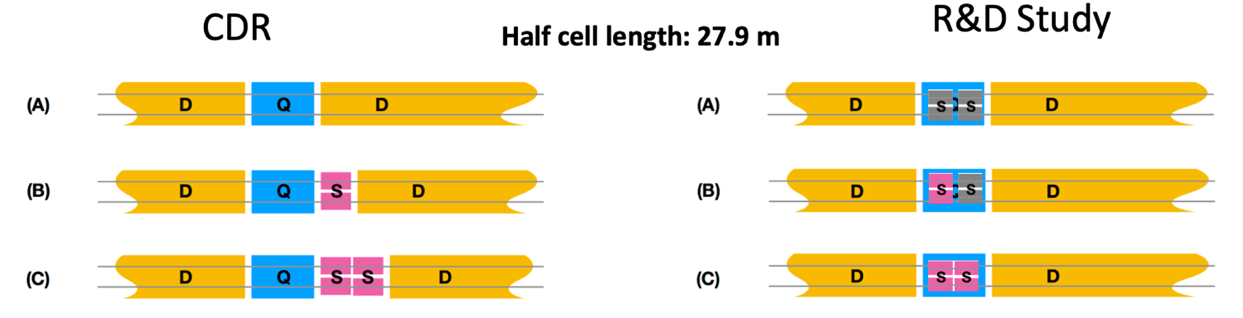 CDR
Half cell length: 27.9 m
R&D Study
(A) D Q D
(A) D S S D
(B) D Q S D
(B) D S S D
(C) D Q S S D
(C) D S S D